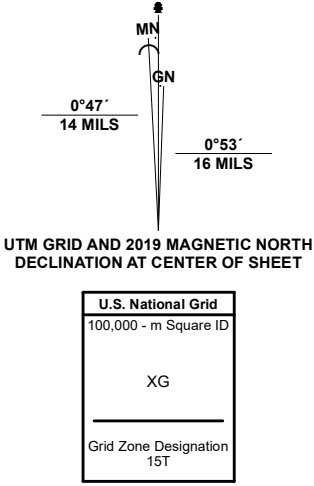 MN
GN
0°47´
14 MILS
0°53´
16 MILS
UTM GRID AND 2019 MAGNETIC NORTH
DECLINATION AT CENTER OF SHEET
U.S. National Grid
100,000 - m Square ID
XG
Grid Zone Designation
15T